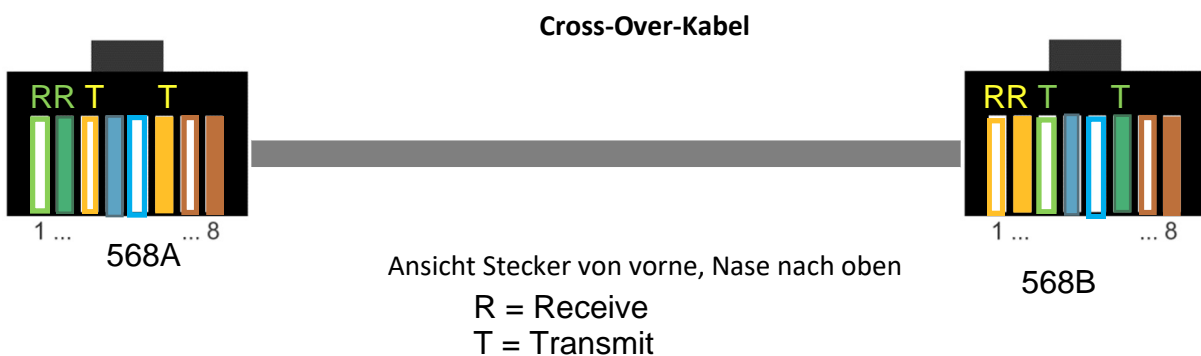 Cross-Over-Kabel
RR T T
RR T T
1 ... ... 8
568A
1 ... ... 8
568B
Ansicht Stecker von vorne, Nase nach oben
R = Receive
T = Transmit